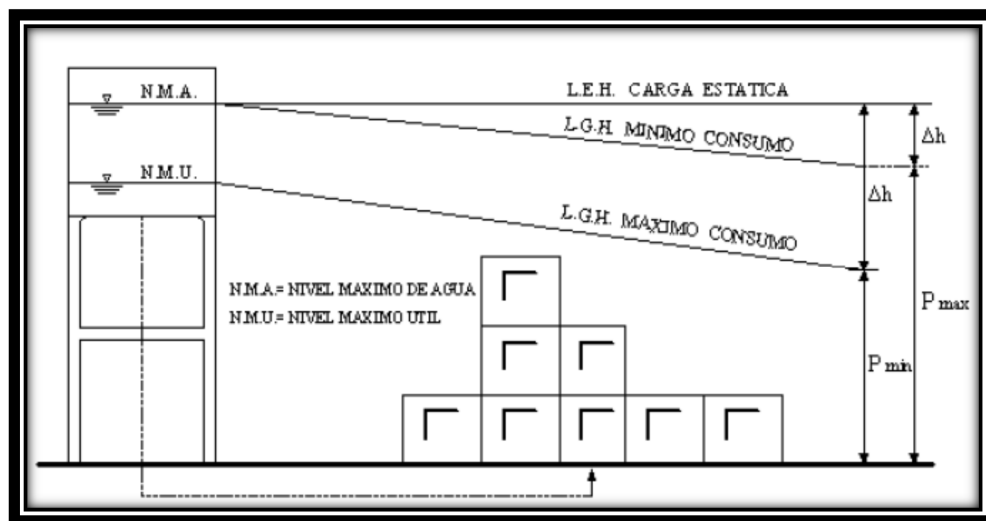 N.M.A.
L.E.H. CARGA ESTATICA
L.G.H. MINIMO CONSUMO
Δh
N.M.U.
Δh
L.G.H. MAXIMO CONSUMO
N.M.A.= NIVEL MAXIMO DE AGUA
N.M.U.= NIVEL MAXIMO UTIL
P max
P min